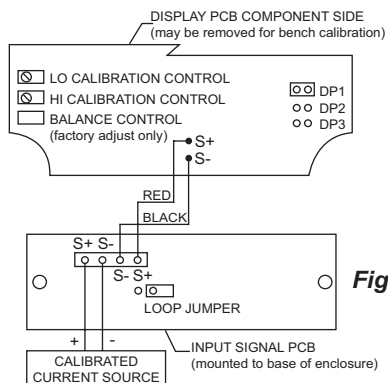 DISPLAY PCB COMPONENT SIDE
(may be removed for bench calibration)
LO CALIBRATION CONTROL
HI CALIBRATION CONTROL
BALANCE CONTROL
(factory adjust only)
DP1
DP2
DP3
S+
S-
RED
BLACK
S+ S-
S- S+
LOOP JUMPER
Fig
+ -
INPUT SIGNAL PCB
(mounted to base of enclosure)
CALIBRATED
CURRENT SOURCE